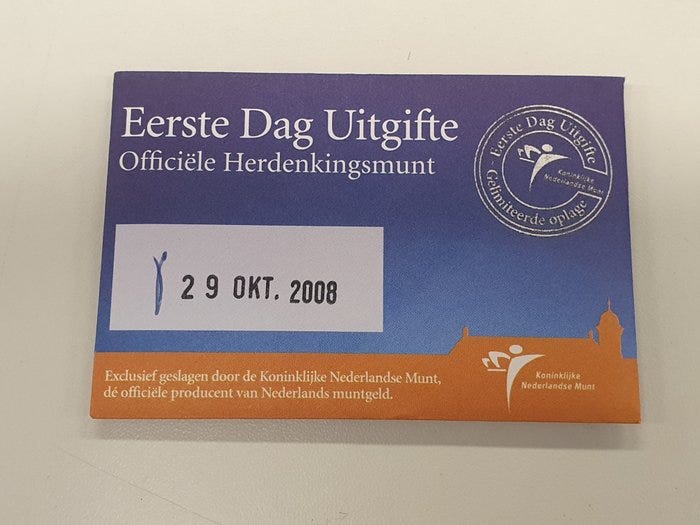 Eerste Dag Uitgifte
Officiële Herdenkingsmunt
- Eerste Dag Uitgifte -
Koninklijke
Nederlandse Munt
Gelimiteerde oplage
29 OKT. 2008
Exclusief geslagen door de Koninklijke Nederlandse Munt,
dé officiële producent van Nederlands muntgeld.
Koninklijke
Nederlandse Munt